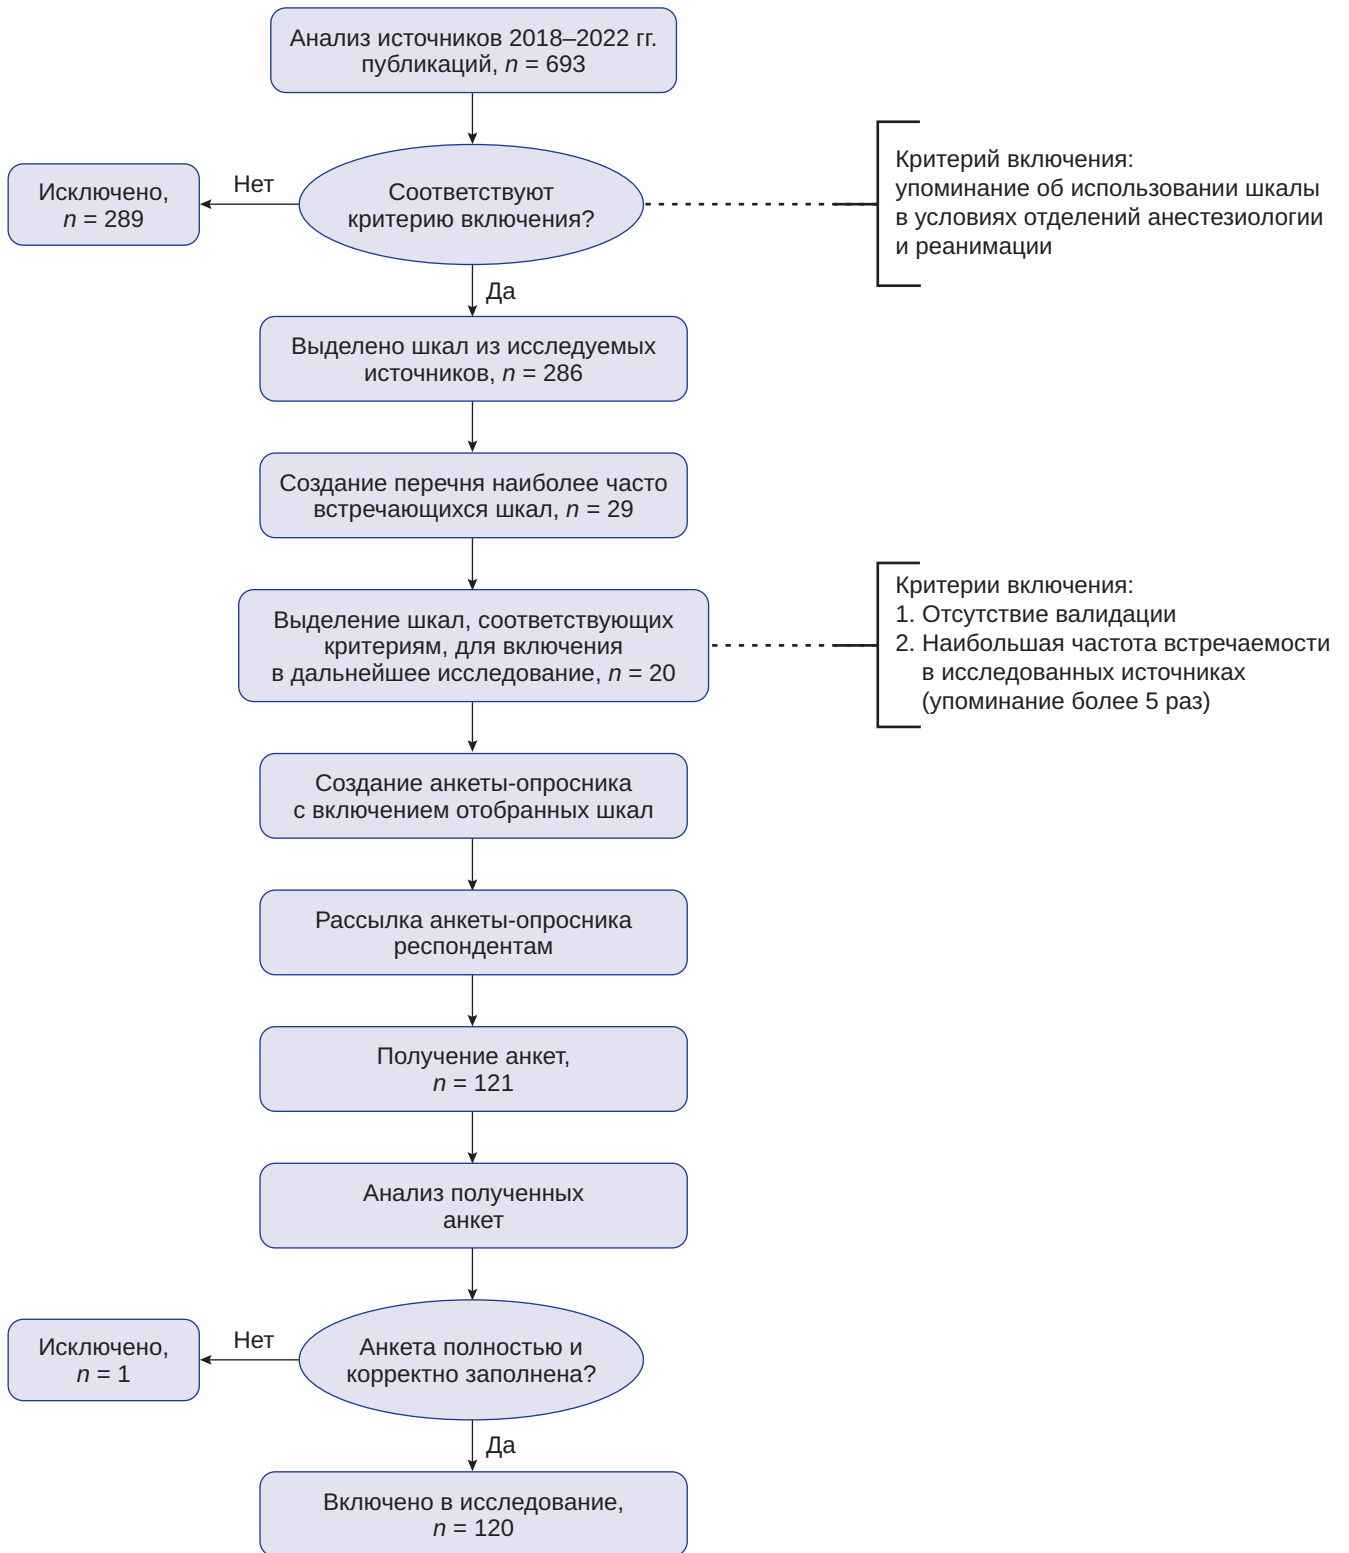 Анализ источников 2018–2022 гг.
публикаций, n = 693
Критерий включения:
упоминание об использовании шкалы
в условиях отделений анестезиологии
и реанимации
Исключено,
n = 289
Нет
Соответствуют
критерию включения?
Да
Выделено шкал из исследуемых
источников, n = 286
Создание перечня наиболее часто
встречающихся шкал, n = 29
Выделение шкал, соответствующих
критериям, для включения
в дальнейшее исследование, n = 20
Критерии включения:
1. Отсутствие валидации
2. Наибольшая частота встречаемости
в исследованных источниках
(упоминание более 5 раз)
Создание анкеты-опросника
с включением отобранных шкал
Рассылка анкеты-опросника
респондентам
Получение анкет,
n = 121
Анализ полученных
анкет
Исключено,
n = 1
Нет
Анкета полностью и
корректно заполнена?
Да
Включено в исследование,
n = 120